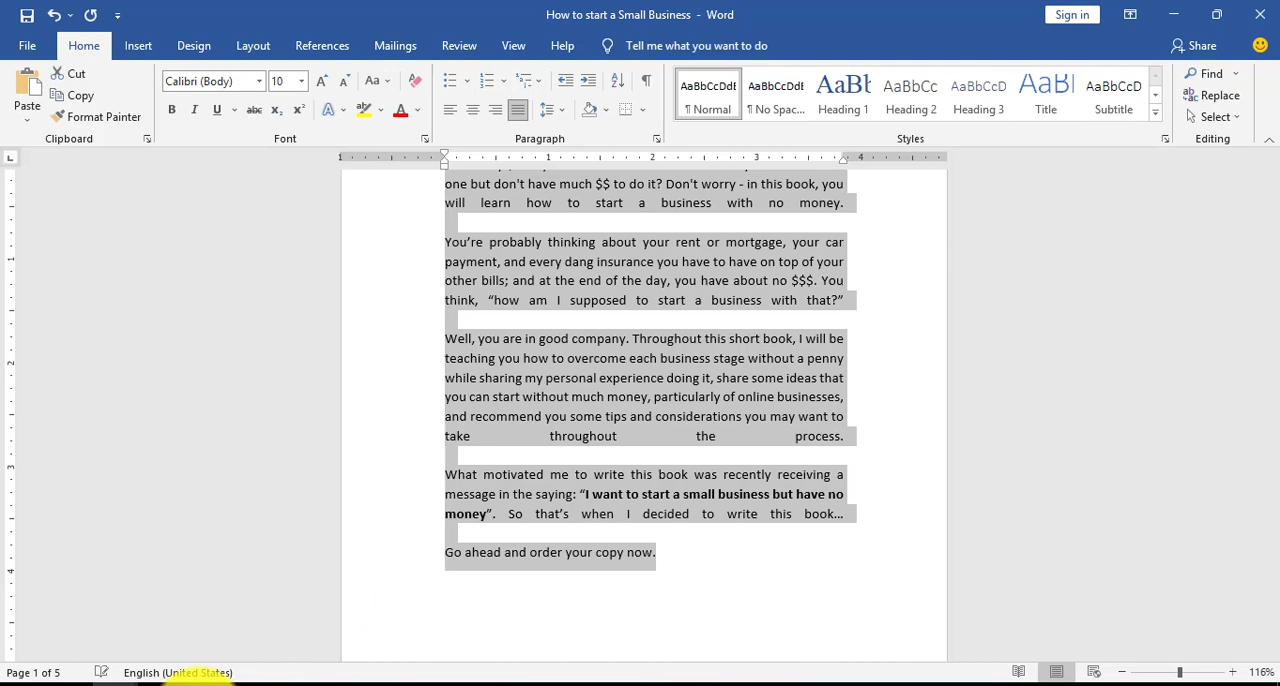 How to start a Small Business - Word
Sign in
File Home Insert Design Layout References Mailings Review View Help Tell me what you want to do Share
Paste
Cut
Copy
Format Painter
Clipboard
Calibri (Body) 10
Font
Paragraph
AaBbCcDdE
¶ Normal
AaBbCcDdE
¶ No Spac...
AaBb
Heading 1
AaBbCc
Heading 2
AaBbCcD
Heading 3
AaB
Title
AaBbCcD
Subtitle
Styles
Find
Replace
Select
Editing
1 1 2 3 4
one but don't have much $$ to do it? Don't worry - in this book, you
will learn how to start a business with no money.
You’re probably thinking about your rent or mortgage, your car
payment, and every dang insurance you have to have on top of your
other bills; and at the end of the day, you have about no $$$. You
think, “how am I supposed to start a business with that?”
Well, you are in good company. Throughout this short book, I will be
teaching you how to overcome each business stage without a penny
while sharing my personal experience doing it, share some ideas that
you can start without much money, particularly of online businesses,
and recommend you some tips and considerations you may want to
take throughout the process.
What motivated me to write this book was recently receiving a
message in the saying: “I want to start a small business but have no
money”. So that’s when I decided to write this book…
Go ahead and order your copy now.
Page 1 of 5 English (United States) 116%